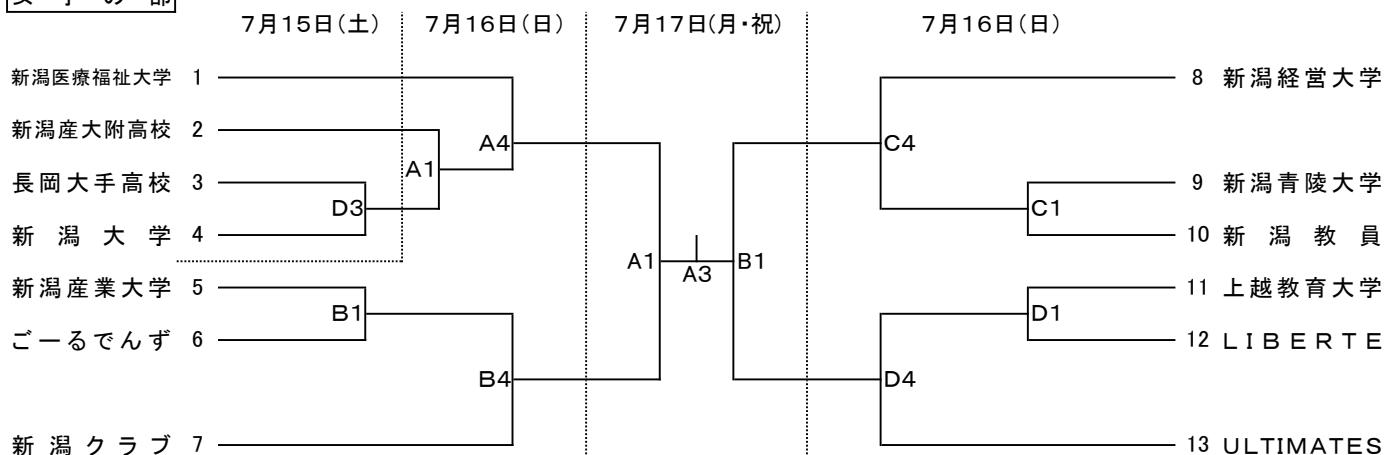 女子の部
7月15日(土) 7月16日(日) 7月17日(月・祝) 7月16日(日)
新潟医療福祉大学 1 8 新潟経営大学
新潟産大附高校 2 A4 C4
A1
長岡大手高校 3 9 新潟青陵大学
D3 C1
新潟大学 4 10 新潟教員
A1 A3 B1
新潟産業大学 5 11 上越教育大学
B1 D1
ごーるでんず 6 12 LIBERTE
B4 D4
新潟クラブ 7 13 ULTIMATES